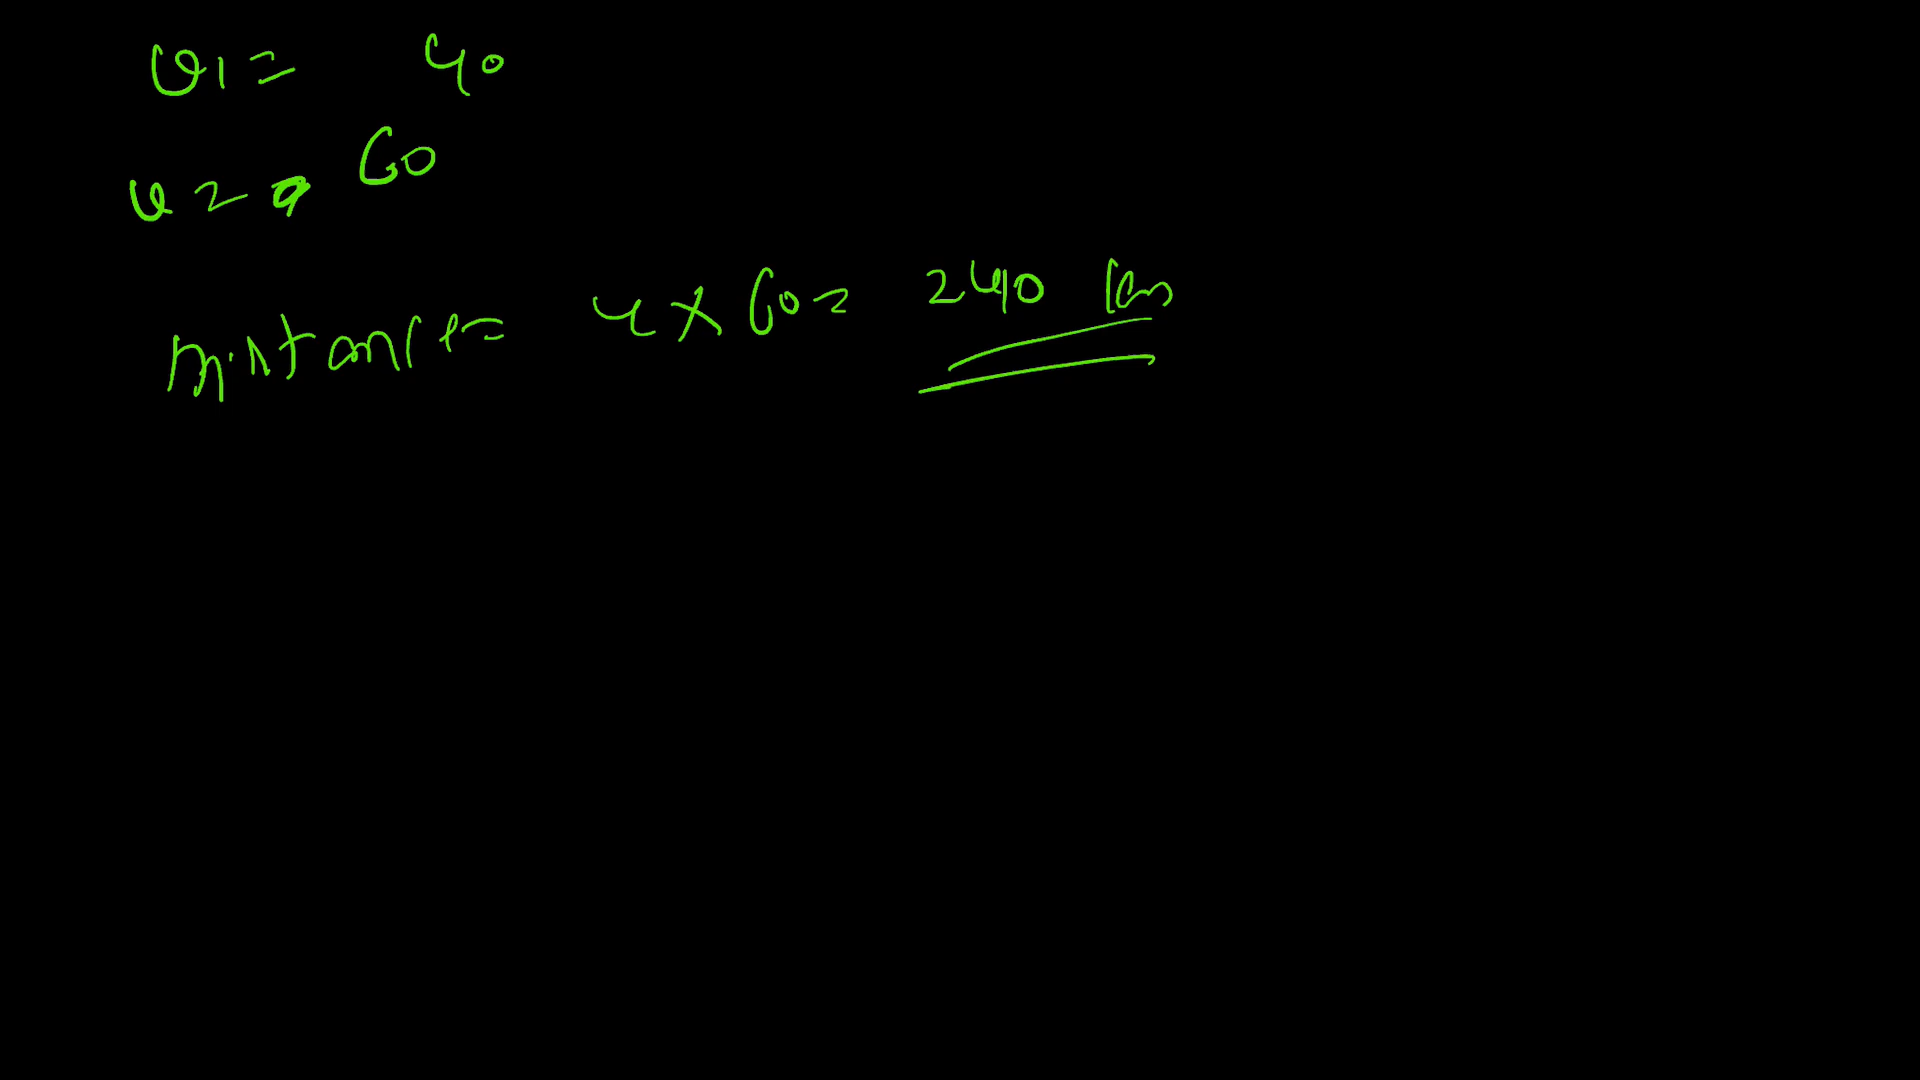 v1 = 40
v2 = 60
Distance = 4 x 60 = 240 km